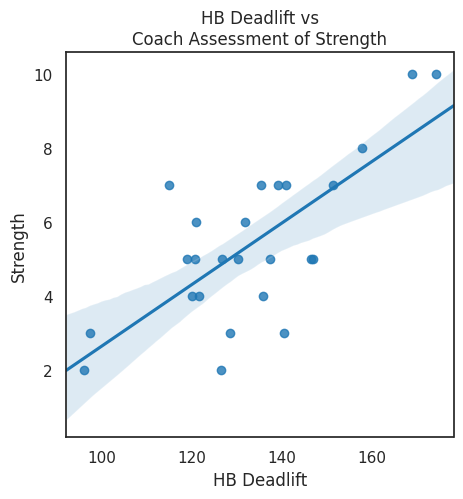 HB Deadlift vs
Coach Assessment of Strength
10
8
6
4
2
Strength
100
120
140
160
HB Deadlift